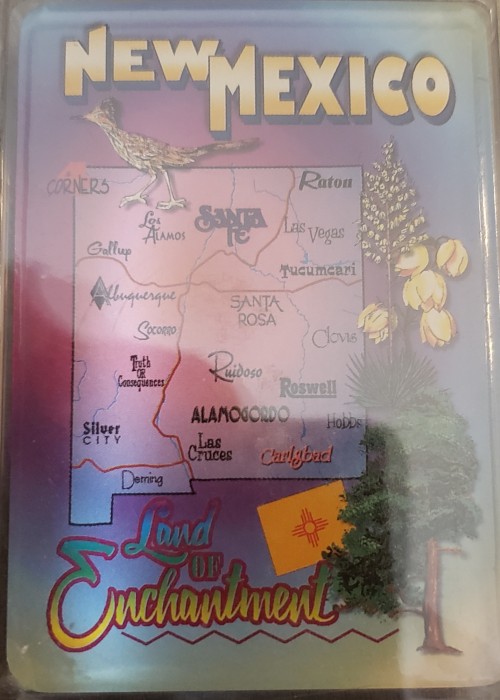 NEW MEXICO
CORNERS
Raton
Los
ALAMOS
SANTA
FE
Las Vegas
Gallup
Tucumcari
Albuquerque
SANTA
ROSA
Socorro
Clovis
Truth
OR
Consequences
Ruidoso
Roswell
ALAMOGORDO
Hobbs
Silver
CITY
Las
Cruces
Carlsbad
Deming
Land
OF
Enchantment